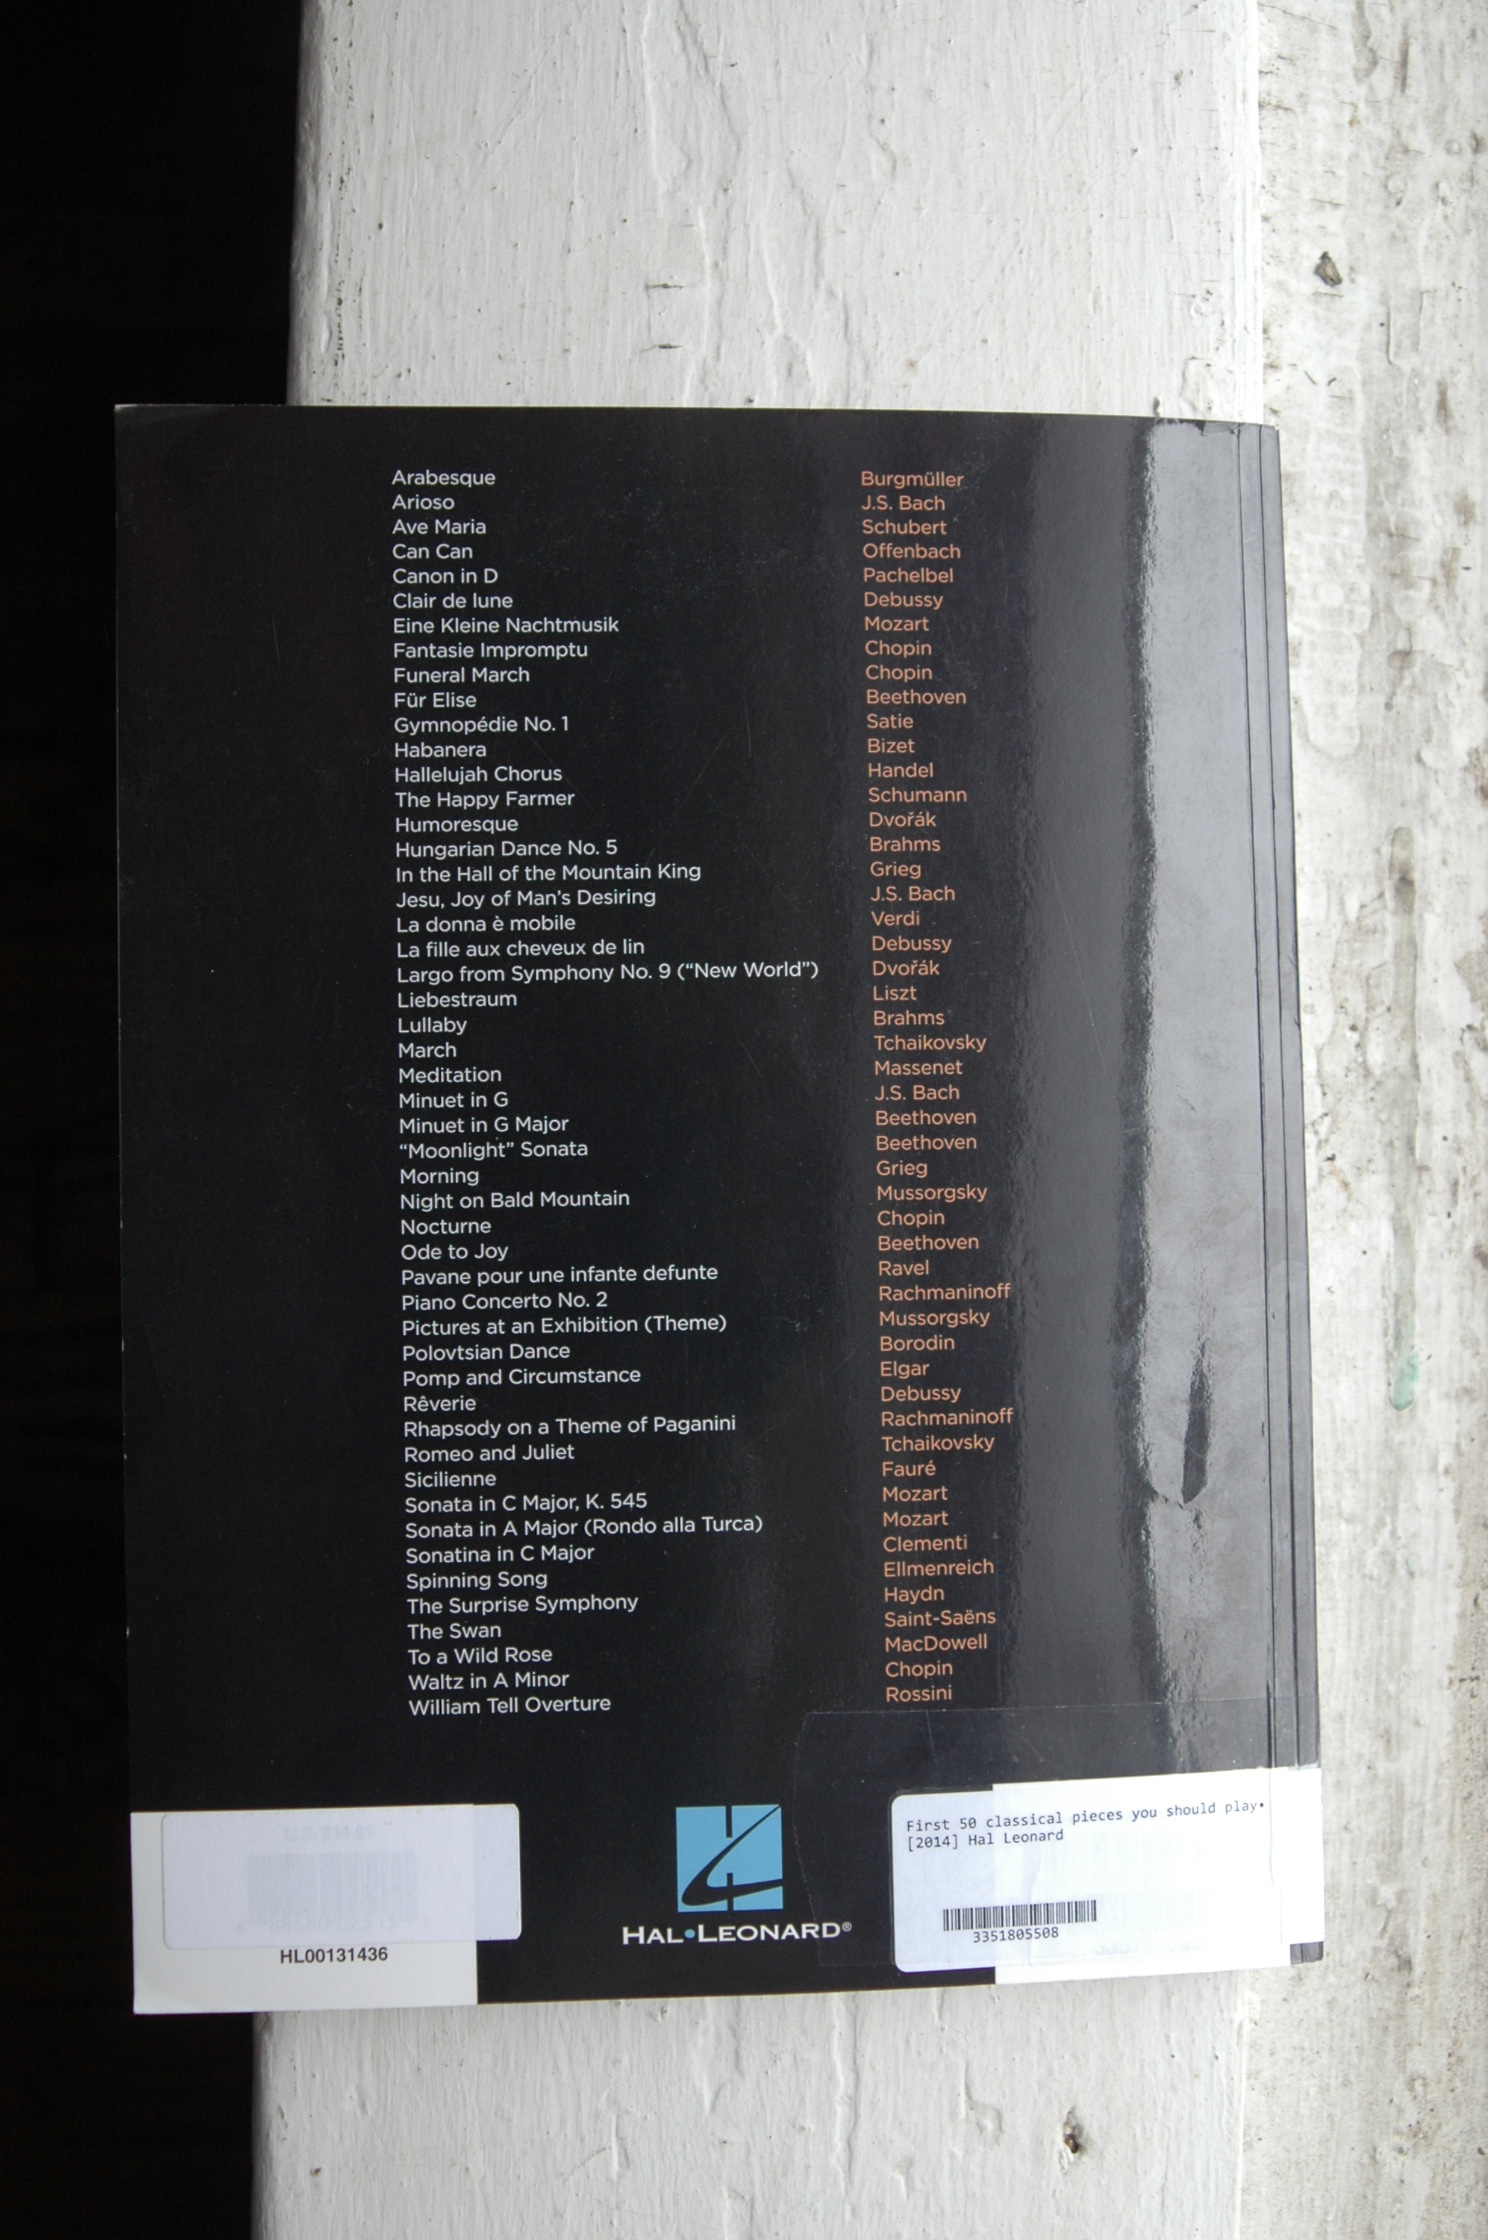 Arabesque Burgmüller
Arioso J.S. Bach
Ave Maria Schubert
Can Can Offenbach
Canon in D Pachelbel
Clair de lune Debussy
Eine Kleine Nachtmusik Mozart
Fantasie Impromptu Chopin
Funeral March Chopin
Für Elise Beethoven
Gymnopédie No. 1 Satie
Habanera Bizet
Hallelujah Chorus Handel
The Happy Farmer Schumann
Humoresque Dvořák
Hungarian Dance No. 5 Brahms
In the Hall of the Mountain King Grieg
Jesu, Joy of Man's Desiring J.S. Bach
La donna è mobile Verdi
La fille aux cheveux de lin Debussy
Largo from Symphony No. 9 (“New World”) Dvořák
Liebestraum Liszt
Lullaby Brahms
March Tchaikovsky
Meditation Massenet
Minuet in G J.S. Bach
Minuet in G Major Beethoven
“Moonlight” Sonata Beethoven
Morning Grieg
Night on Bald Mountain Mussorgsky
Nocturne Chopin
Ode to Joy Beethoven
Pavane pour une infante defunte Ravel
Piano Concerto No. 2 Rachmaninoff
Pictures at an Exhibition (Theme) Mussorgsky
Polovtsian Dance Borodin
Pomp and Circumstance Elgar
Rêverie Debussy
Rhapsody on a Theme of Paganini Rachmaninoff
Romeo and Juliet Tchaikovsky
Sicilienne Fauré
Sonata in C Major, K. 545 Mozart
Sonata in A Major (Rondo alla Turca) Mozart
Sonatina in C Major Clementi
Spinning Song Ellmenreich
The Surprise Symphony Haydn
The Swan Saint-Saëns
To a Wild Rose MacDowell
Waltz in A Minor Chopin
William Tell Overture Rossini
HL00131436
HAL•LEONARD®
First 50 classical pieces you should play.
[2014] Hal Leonard
3351805508